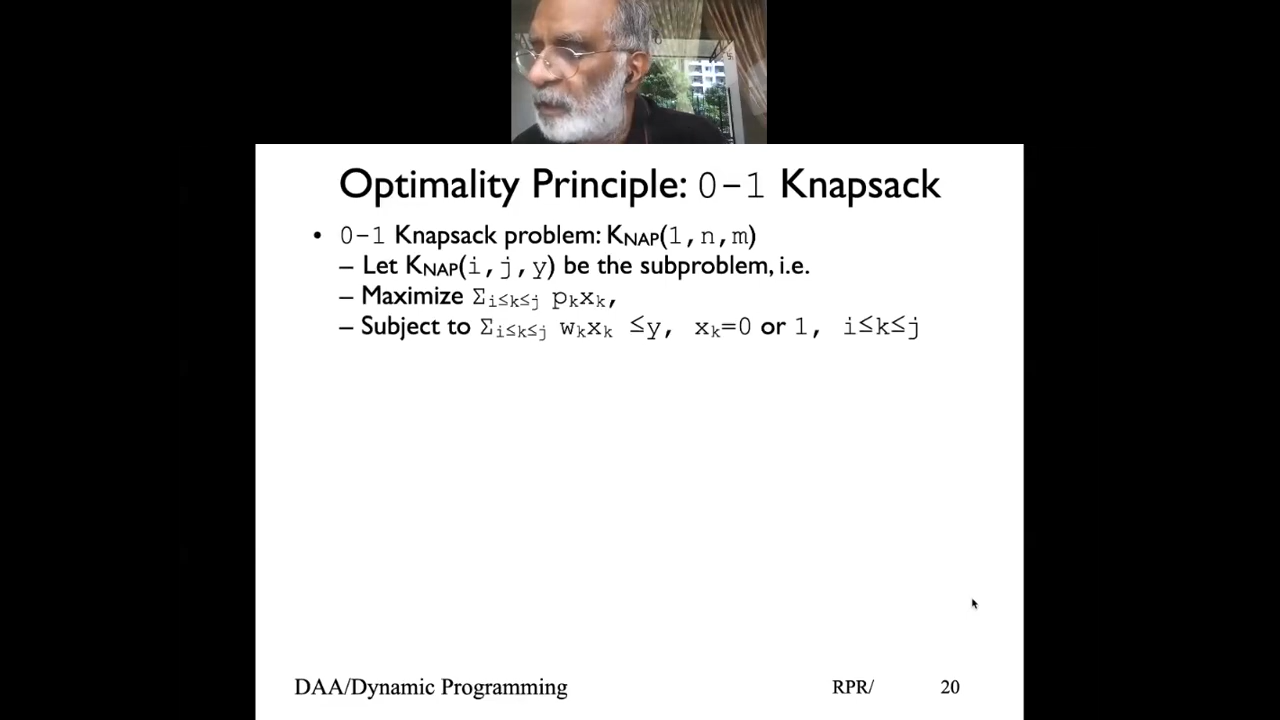 Optimality Principle: 0-1 Knapsack
• 0-1 Knapsack problem: KNAP(1,n,m)
– Let KNAP(i,j,y) be the subproblem, i.e.
– Maximize Σi≤k≤j pkxk,
– Subject to Σi≤k≤j wkxk ≤y, xk=0 or 1, i≤k≤j
DAA/Dynamic Programming RPR/ 20